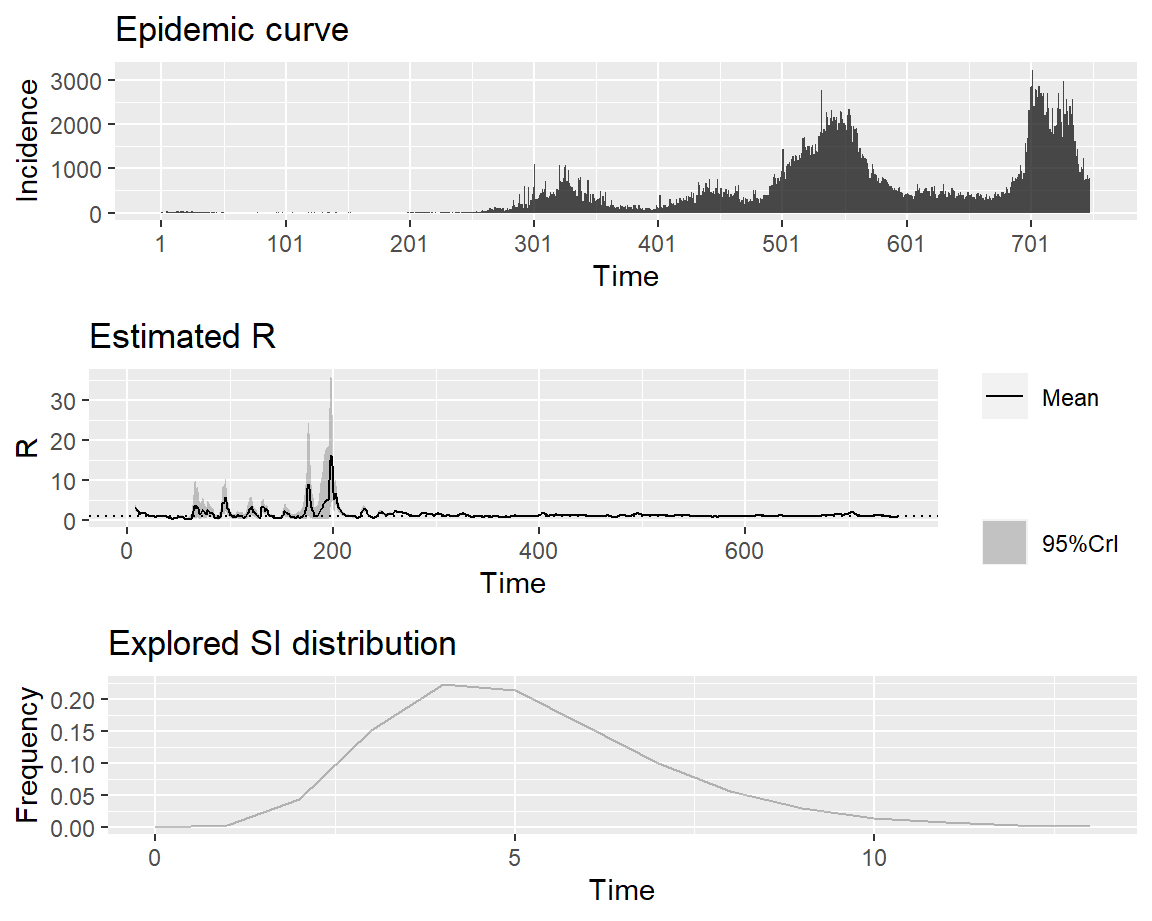 Epidemic curve
Incidence
3000
2000
1000
0
1 101 201 301 401 501 601 701
Time
Estimated R
R
30
20
10
0
0 200 400 600
Time
Mean
95%CrI
Explored SI distribution
Frequency
0.20
0.15
0.10
0.05
0.00
0 5 10
Time